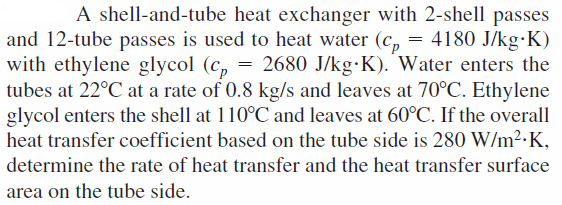 A shell-and-tube heat exchanger with 2-shell passes
and 12-tube passes is used to heat water (cp = 4180 J/kg·K)
with ethylene glycol (cp = 2680 J/kg·K). Water enters the
tubes at 22°C at a rate of 0.8 kg/s and leaves at 70°C. Ethylene
glycol enters the shell at 110°C and leaves at 60°C. If the overall
heat transfer coefficient based on the tube side is 280 W/m²·K,
determine the rate of heat transfer and the heat transfer surface
area on the tube side.